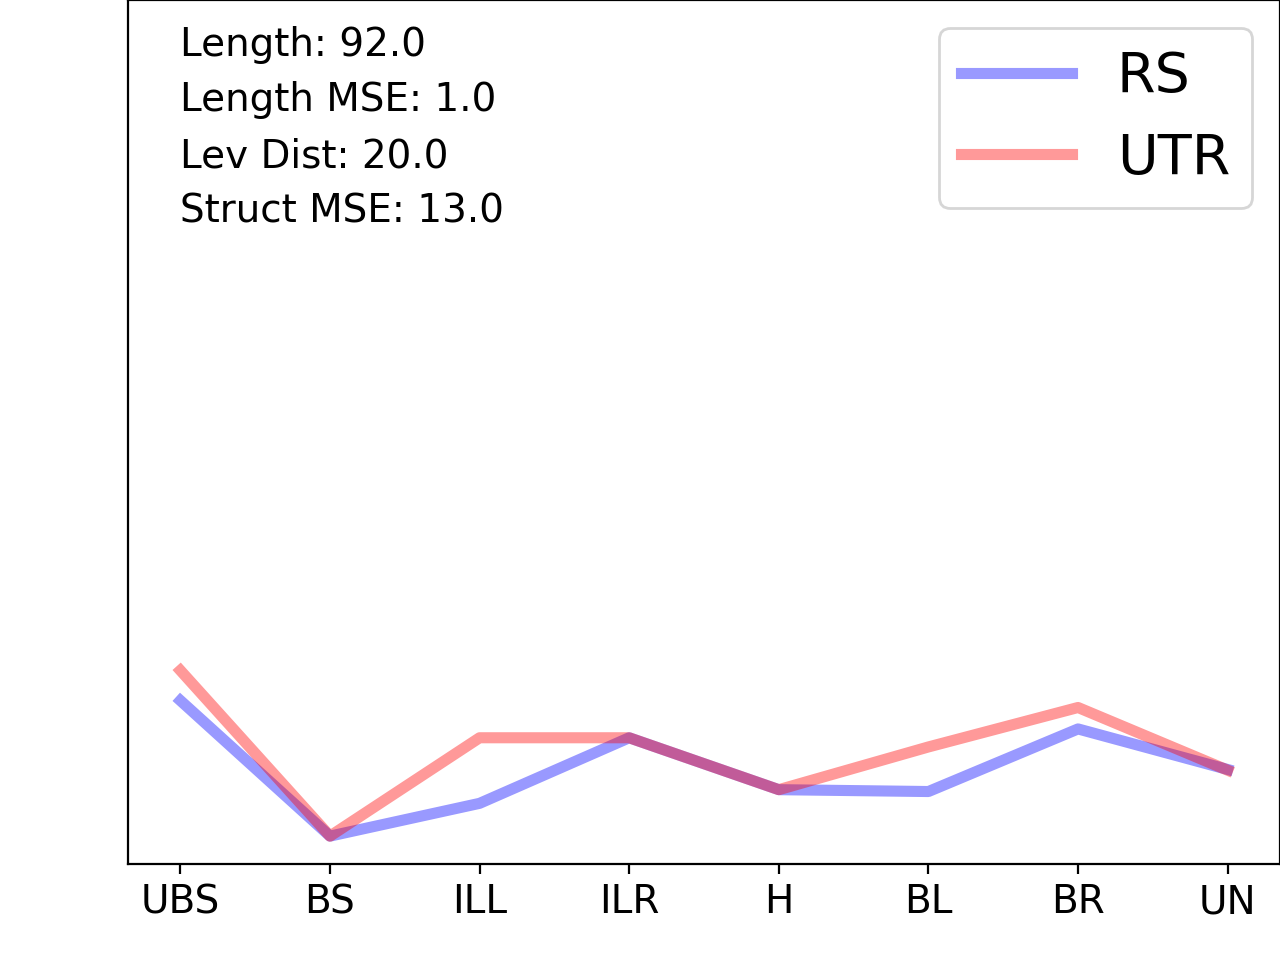 Length: 92.0
Length MSE: 1.0
Lev Dist: 20.0
Struct MSE: 13.0
RS
UTR
UBS BS ILL ILR H BL BR UN